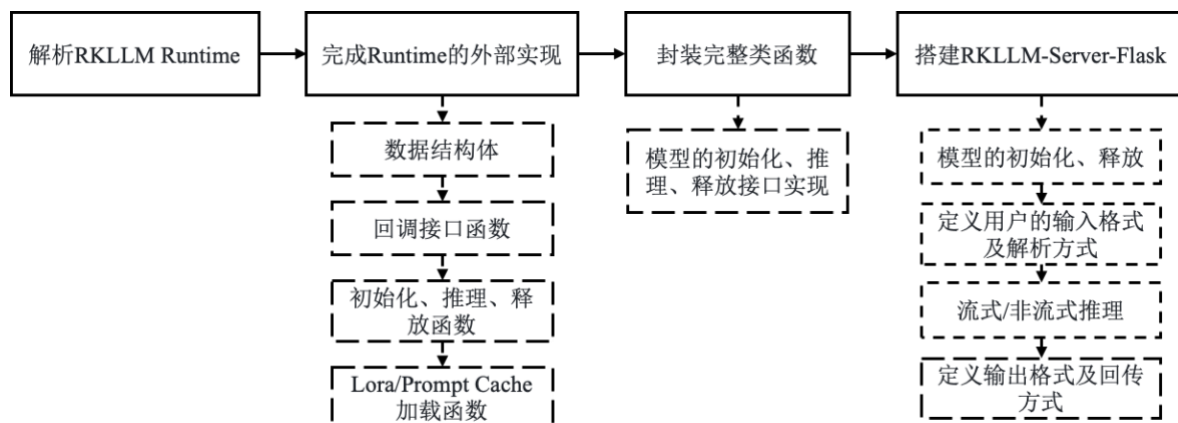 解析RKLLM Runtime
完成Runtime的外部实现
封装完整类函数
搭建RKLLM-Server-Flask
数据结构体
回调接口函数
初始化、推理、释
放函数
Lora/Prompt Cache
加载函数
模型的初始化、推
理、释放接口实现
模型的初始化、释放
定义用户的输入格式
及解析方式
流式/非流式推理
定义输出格式及回传
方式